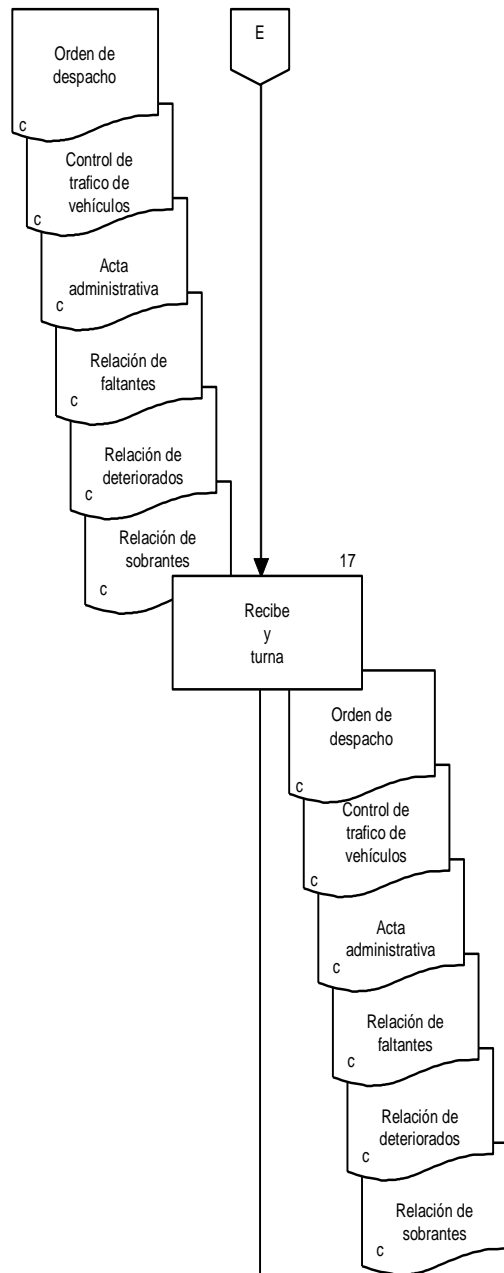 Orden de
despacho
c
E
Control de
trafico de
vehículos
c
Acta
administrativa
c
Relación de
faltantes
c
Relación de
deteriorados
c
Relación de
sobrantes
c
17
Recibe
y
turna
Orden de
despacho
c
Control de
trafico de
vehículos
c
Acta
administrativa
c
Relación de
faltantes
c
Relación de
deteriorados
c
Relación de
sobrantes
c